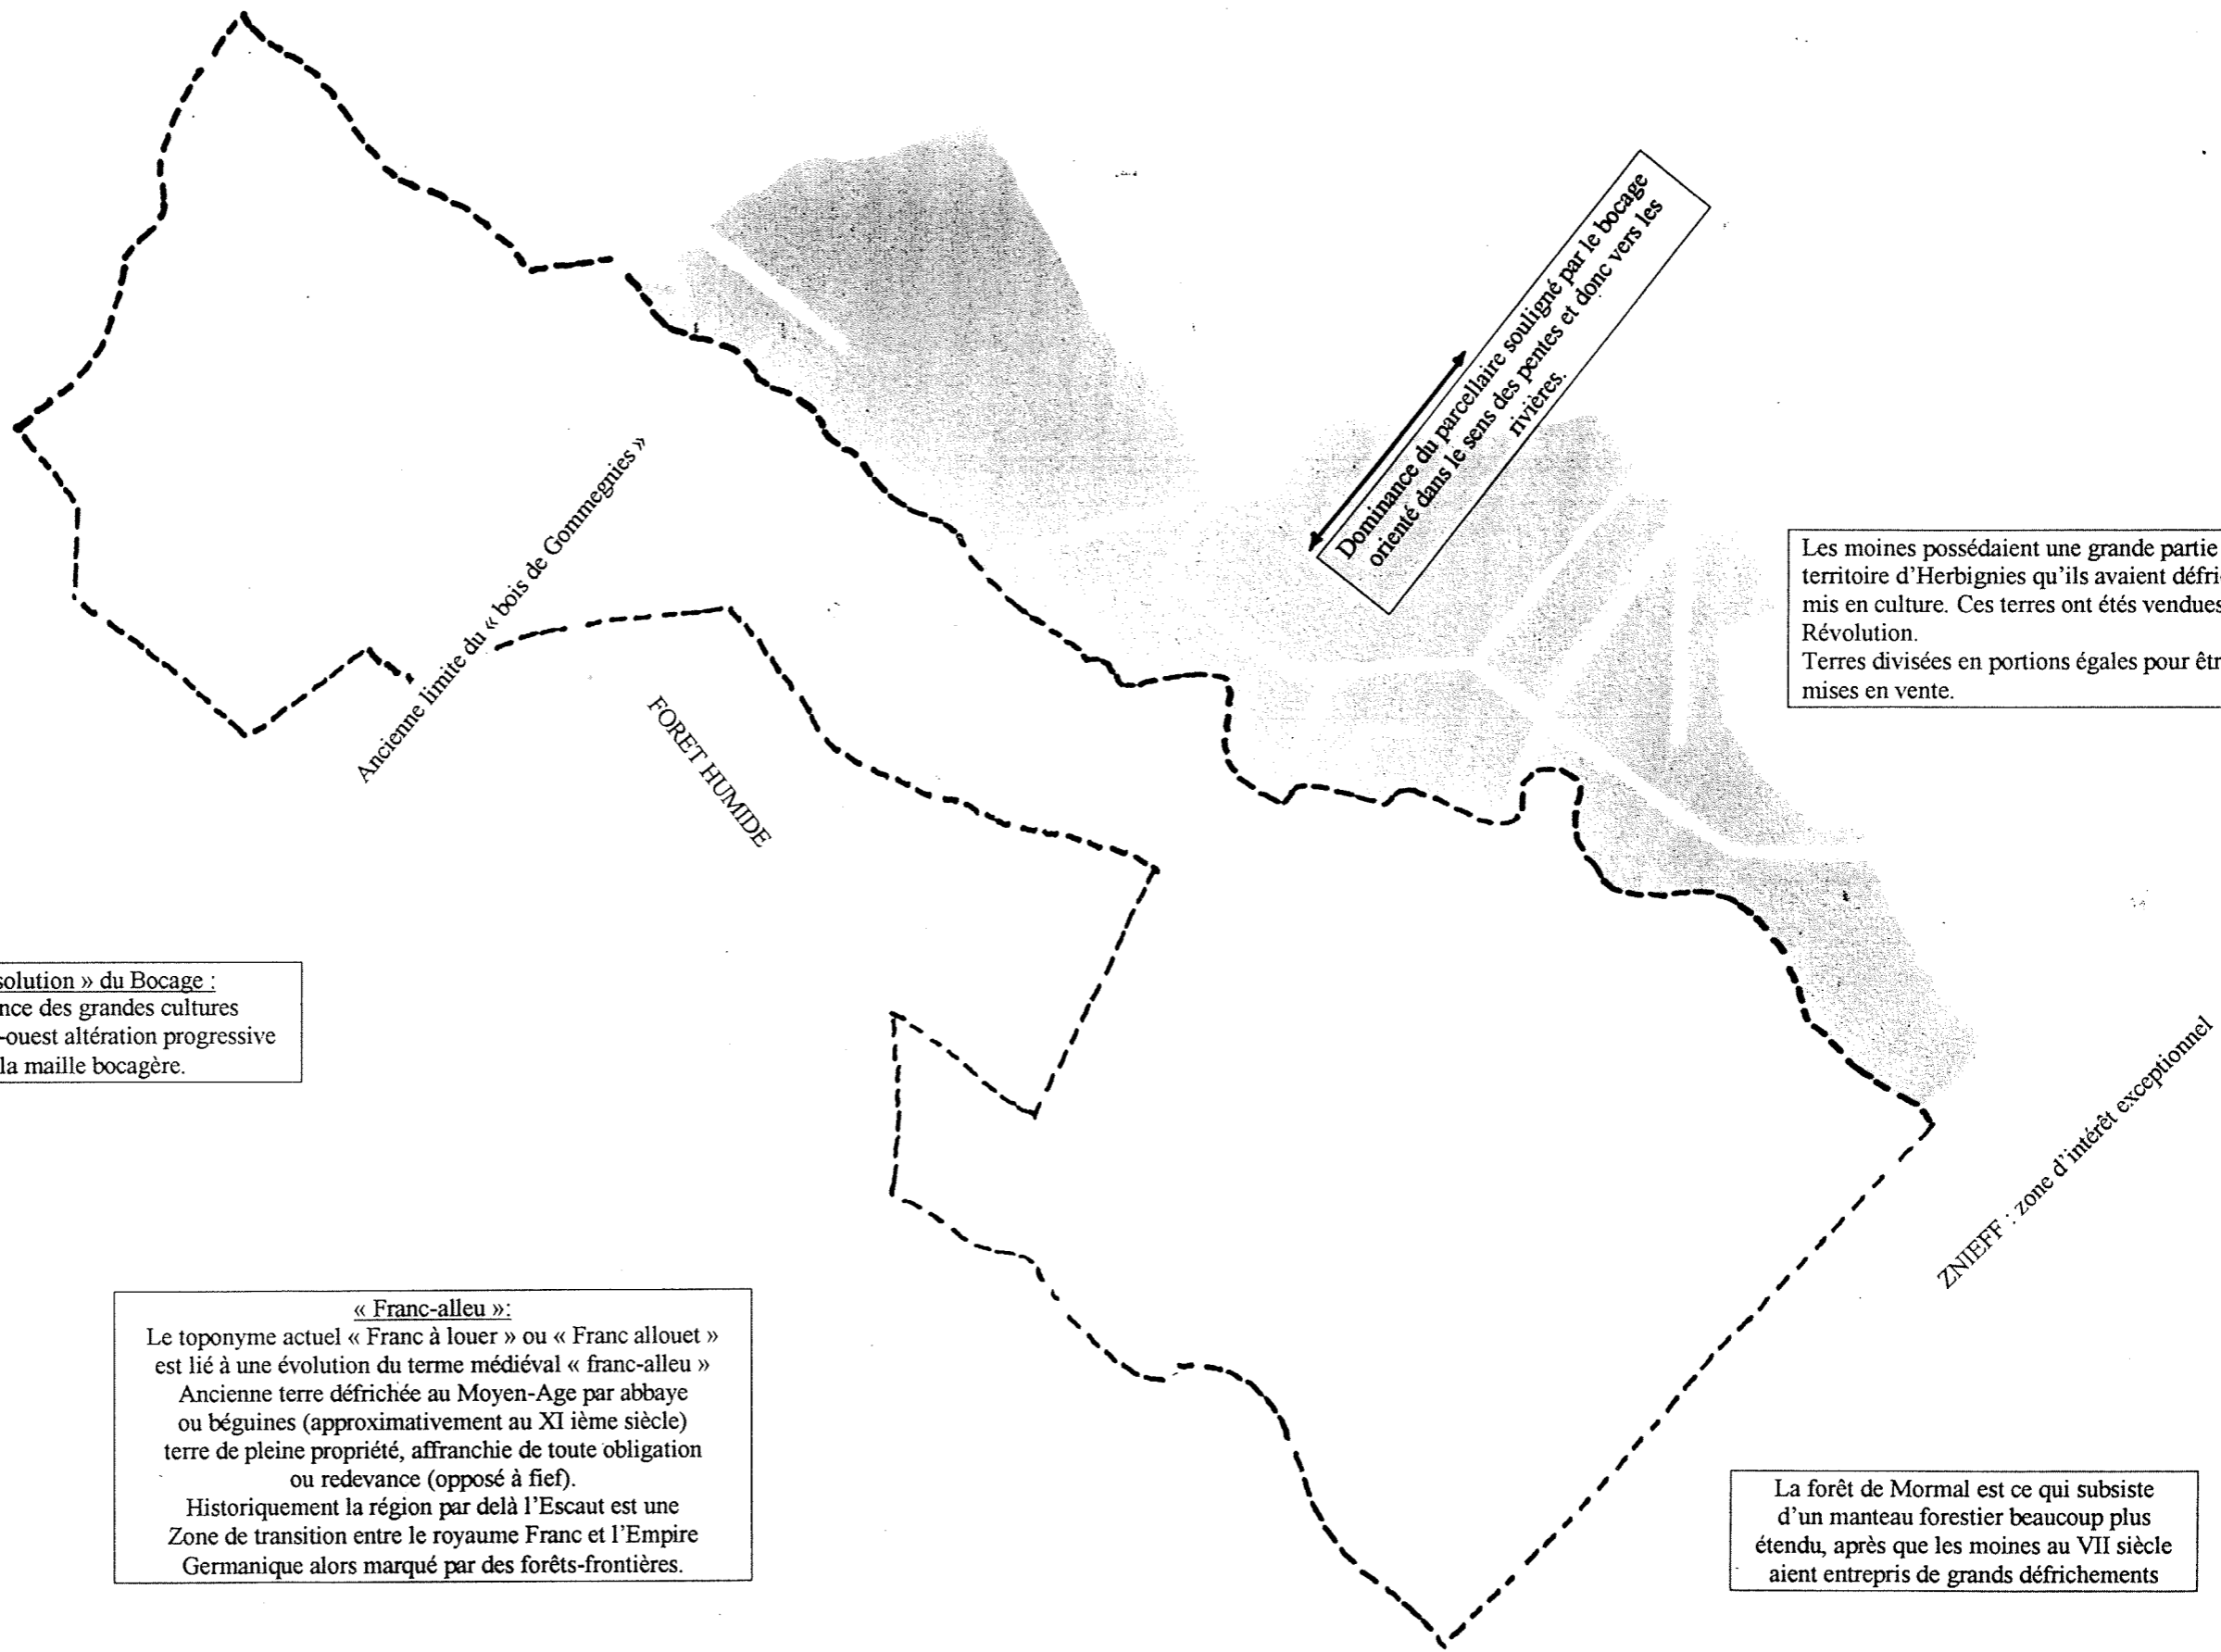 Dominance du parcellaire souligné par le bocage
orienté dans le sens des pentes et donc vers les
rivières.
Ancienne limite du « bois de Gommegnies »
FORET HUMIDE
Les moines possédaient une grande partie
territoire d'Herbignies qu'ils avaient défri
mis en culture. Ces terres ont étés vendues
Révolution.
Terres divisées en portions égales pour êtr
mises en vente.
solution » du Bocage :
nce des grandes cultures
-ouest altération progressive
la maille bocagère.
ZNIEFF : zone d'intérêt exceptionnel
« Franc-alleu »:
Le toponyme actuel « Franc à louer » ou « Franc allouet »
est lié à une évolution du terme médiéval « franc-alleu »
Ancienne terre défrichée au Moyen-Age par abbaye
ou béguines (approximativement au XI ième siècle)
terre de pleine propriété, affranchie de toute obligation
ou redevance (opposé à fief).
Historiquement la région par delà l'Escaut est une
Zone de transition entre le royaume Franc et l'Empire
Germanique alors marqué par des forêts-frontières.
La forêt de Mormal est ce qui subsiste
d'un manteau forestier beaucoup plus
étendu, après que les moines au VII siècle
aient entrepris de grands défrichements